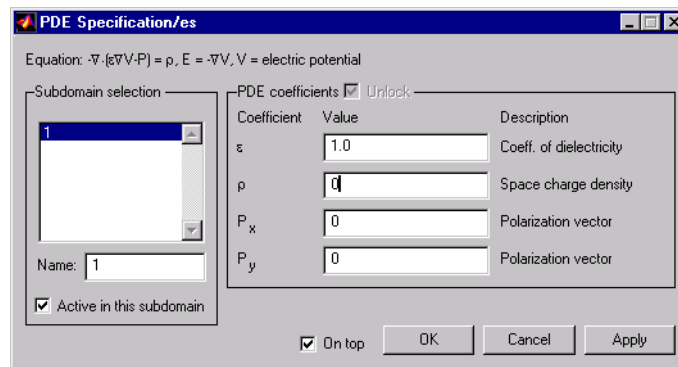 PDE Specification/es
Equation: -∇·(ε∇V-P) = ρ, E = -∇V, V = electric potential
Subdomain selection
1
Name: 1
Active in this subdomain
PDE coefficients Unlock
Coefficient Value Description
ε 1.0 Coeff. of dielectricity
ρ 0 Space charge density
P x 0 Polarization vector
P y 0 Polarization vector
On top OK Cancel Apply